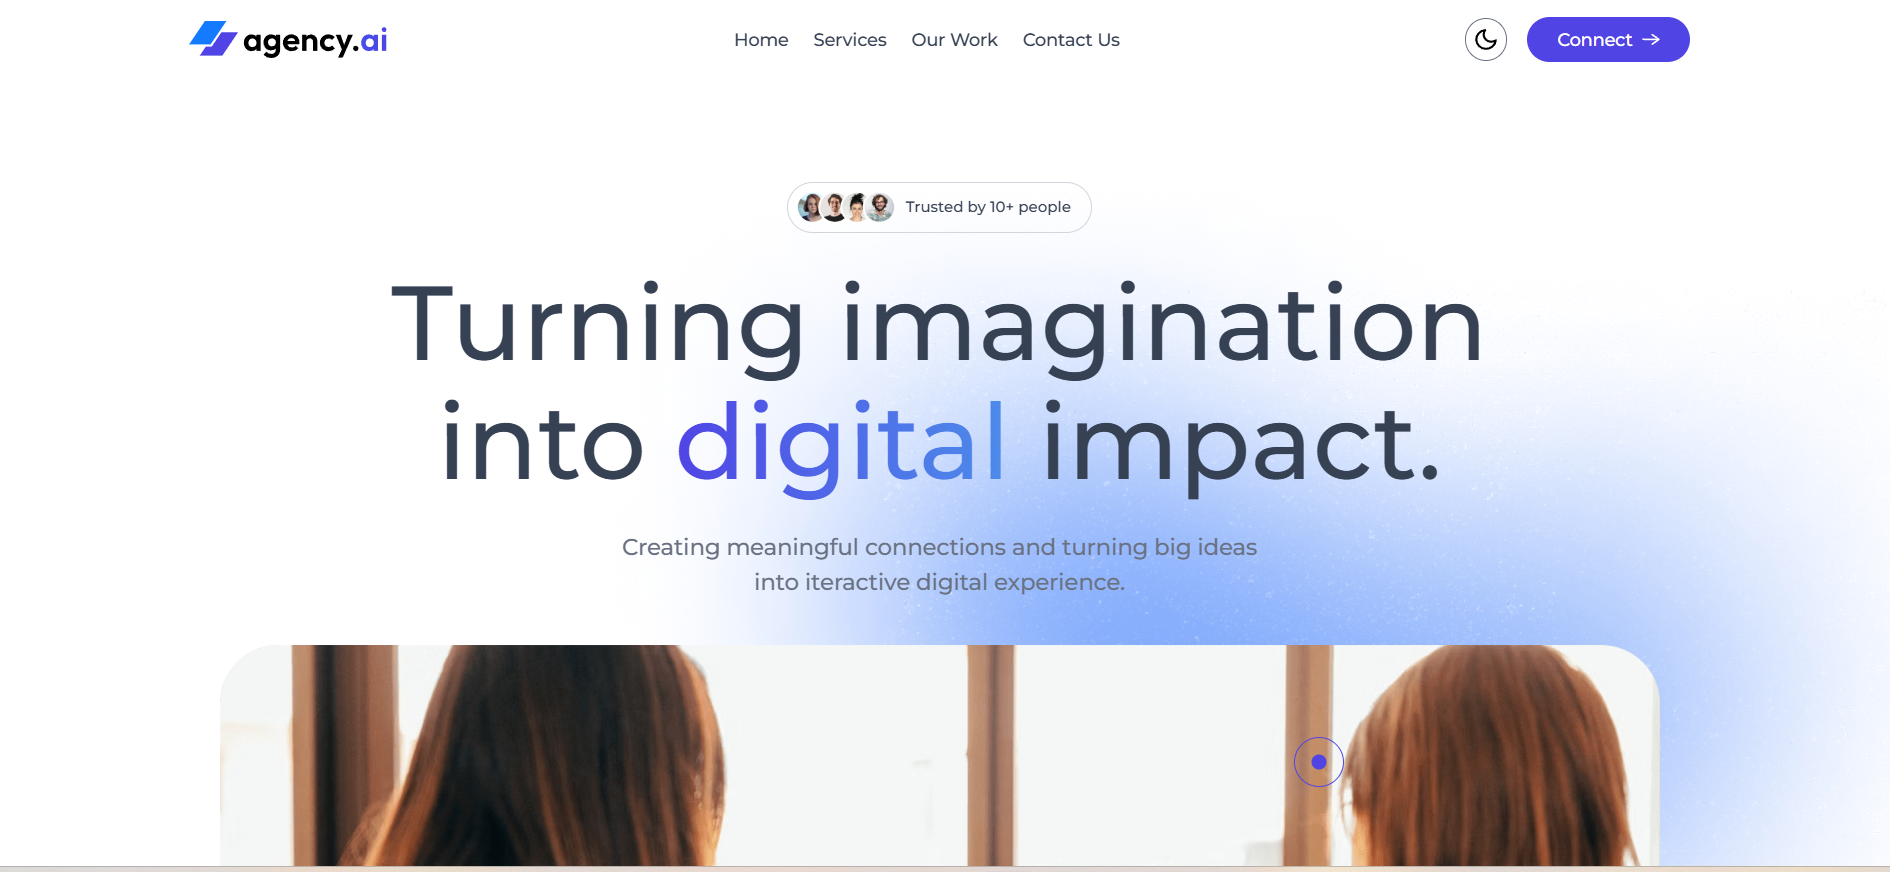 agency.ai
Home Services Our Work Contact Us
Connect →
Trusted by 10+ people
Turning imagination
into digital impact.
Creating meaningful connections and turning big ideas
into iteractive digital experience.